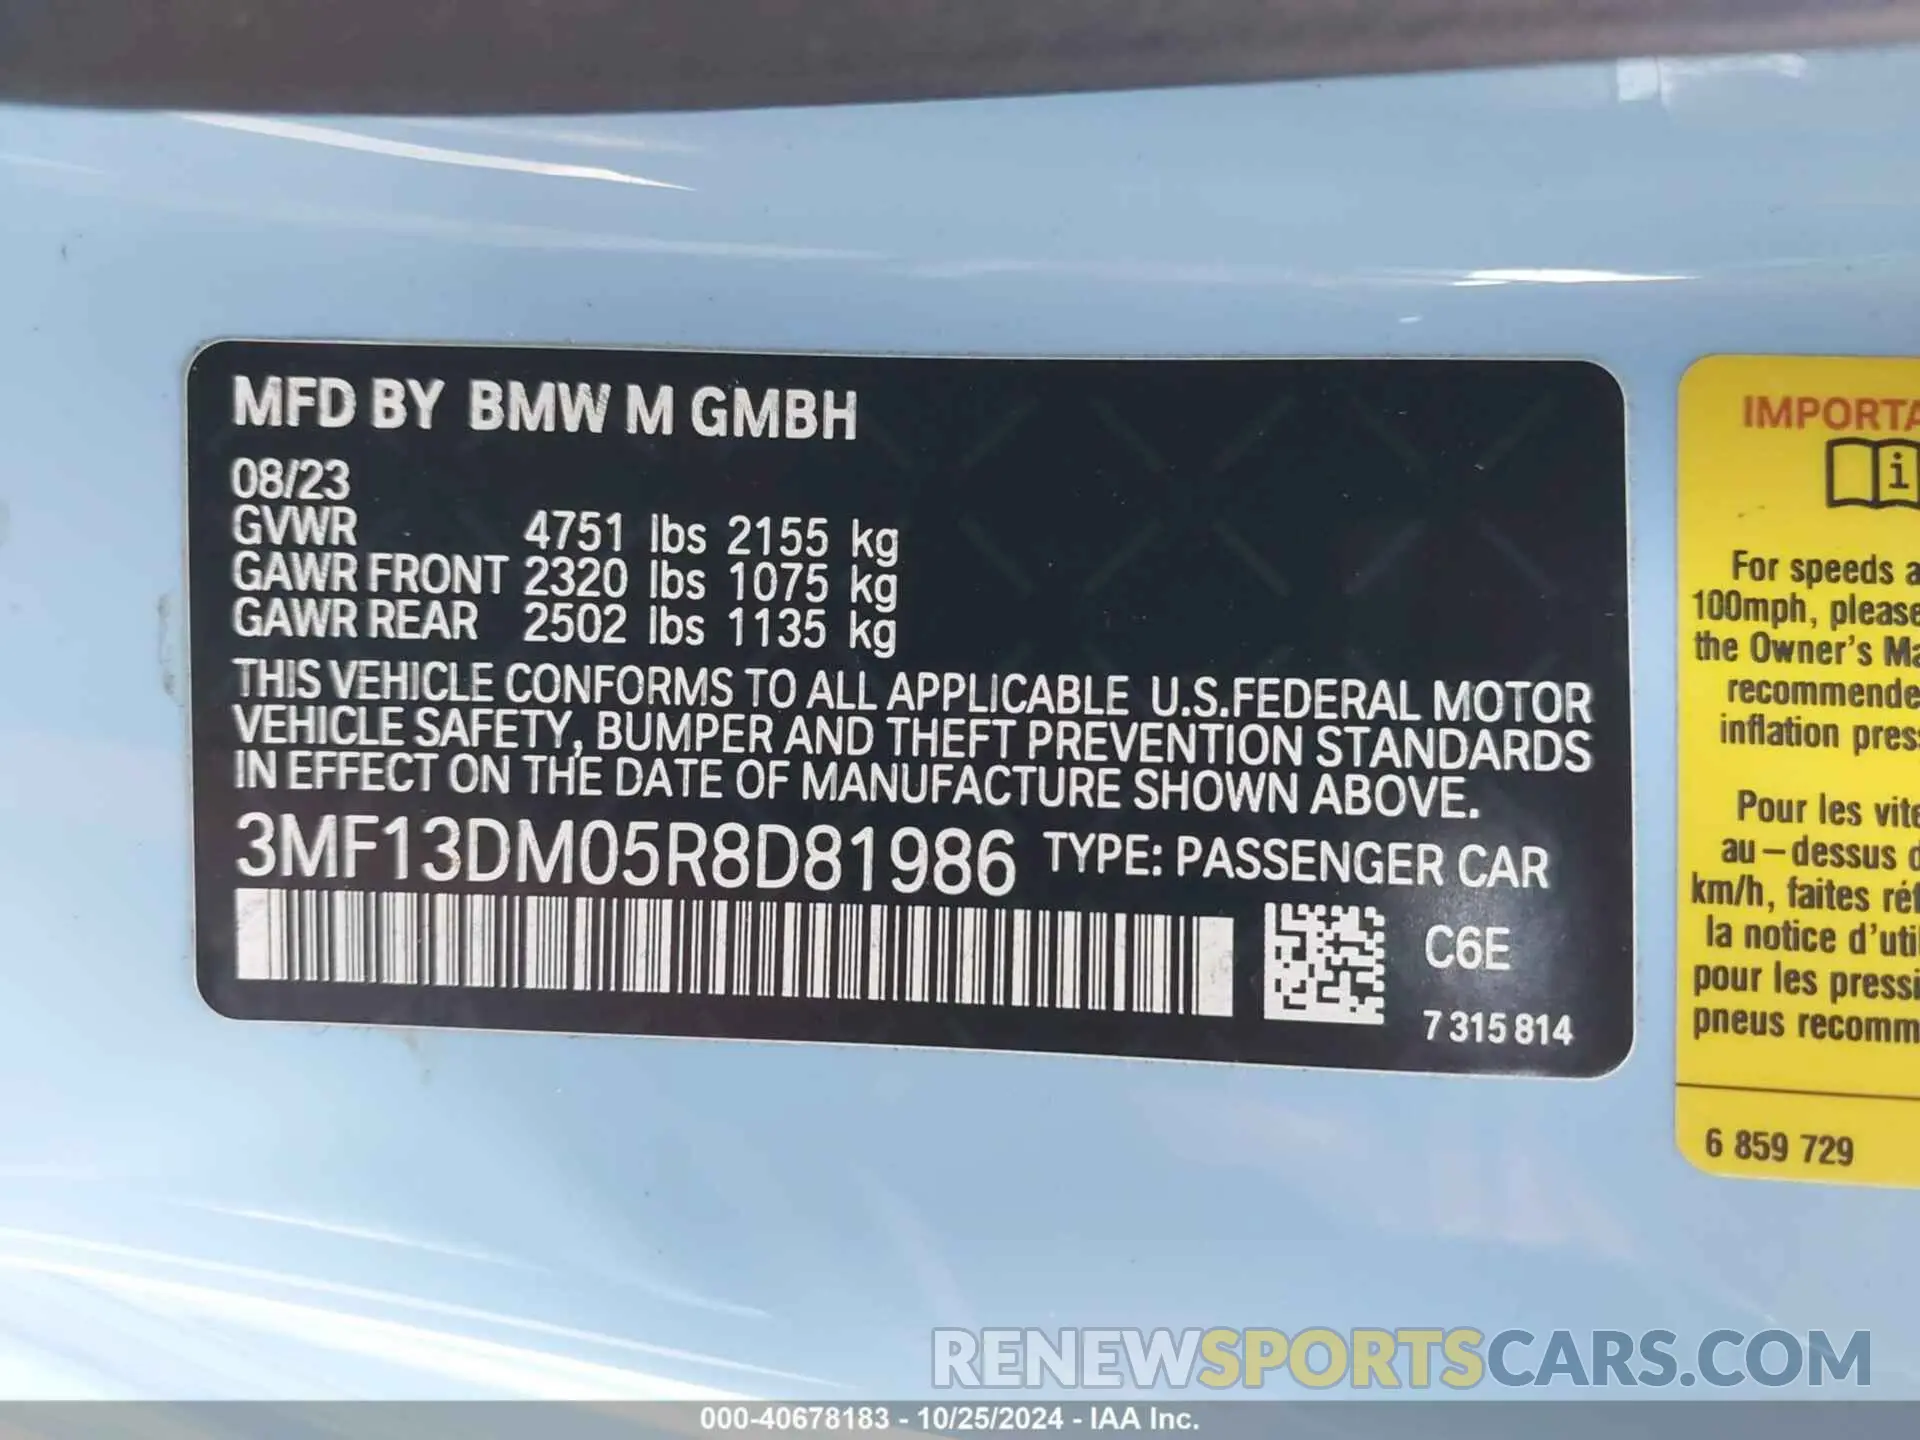 MFD BY BMW M GMBH
08/23
GVWR 4751 lbs 2155 kg
GAWR FRONT 2320 lbs 1075 kg
GAWR REAR 2502 lbs 1135 kg
THIS VEHICLE CONFORMS TO ALL APPLICABLE U.S.FEDERAL MOTOR
VEHICLE SAFETY, BUMPER AND THEFT PREVENTION STANDARDS
IN EFFECT ON THE DATE OF MANUFACTURE SHOWN ABOVE.
3MF13DM05R8D81986 TYPE: PASSENGER CAR
C6E
7 315 814
IMPORTA
i
For speeds a
100mph, please
the Owner's Ma
recommende
inflation pres
Pour les vite
au-dessus d
km/h, faites réf
la notice d'uti
pour les pressi
pneus recomm
6 859 729
RENEWSPORTSCARS.COM
000-40678183 - 10/25/2024 - IAA Inc.